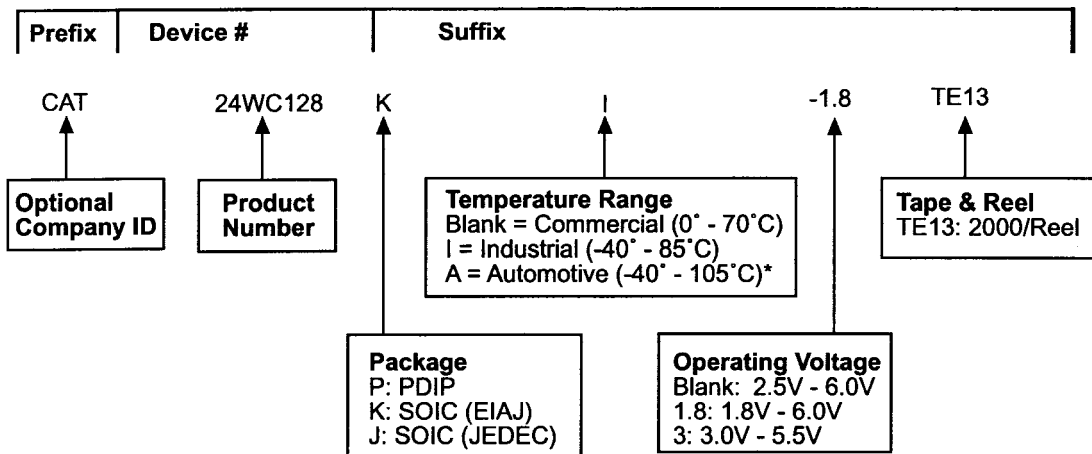 Prefix Device # Suffix
CAT 24WC128 K I -1.8 TE13
Optional
Company ID
Product
Number
Temperature Range
Blank = Commercial (0˚ - 70˚C)
I = Industrial (-40˚ - 85˚C)
A = Automotive (-40˚ - 105˚C)*
Tape & Reel
TE13: 2000/Reel
Package
P: PDIP
K: SOIC (EIAJ)
J: SOIC (JEDEC)
Operating Voltage
Blank: 2.5V - 6.0V
1.8: 1.8V - 6.0V
3: 3.0V - 5.5V